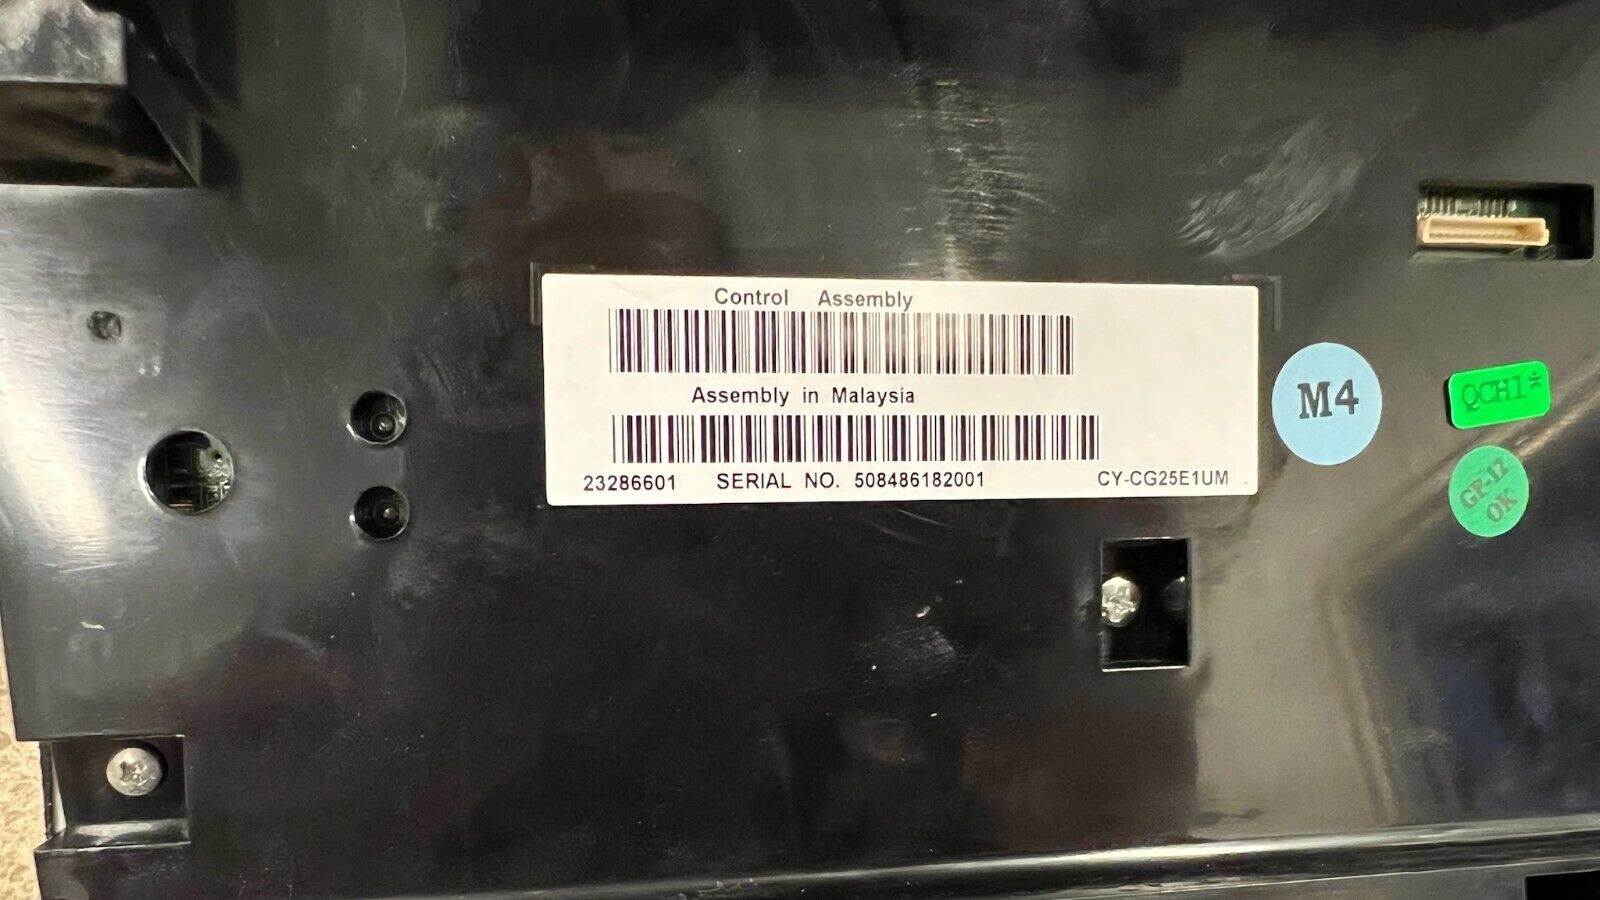 Control Assembly
Assembly in Malaysia
23286601 SERIAL NO. 508486182001 CY-CG25E1UM
M4
QCH1*
GP-12
OK